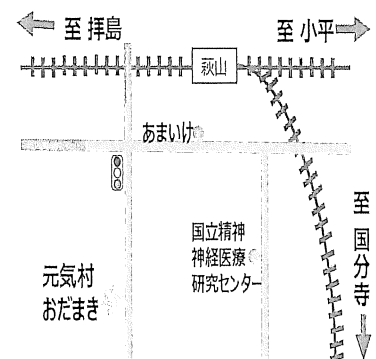 至 拝島
至 小平
萩山
あまいけ
国立精神
神経医療
研究センター
至 国分寺
元気村
おだまき